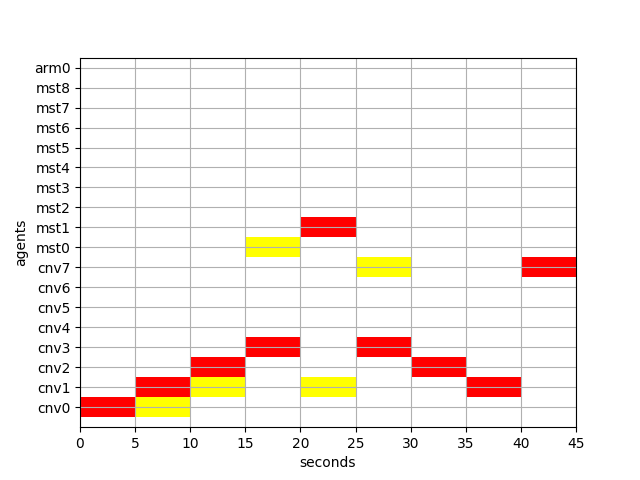 arm0
mst8
mst7
mst6
mst5
mst4
mst3
mst2
mst1
mst0
cnv7
cnv6
cnv5
cnv4
cnv3
cnv2
cnv1
cnv0
agents
0 5 10 15 20 25 30 35 40 45
seconds